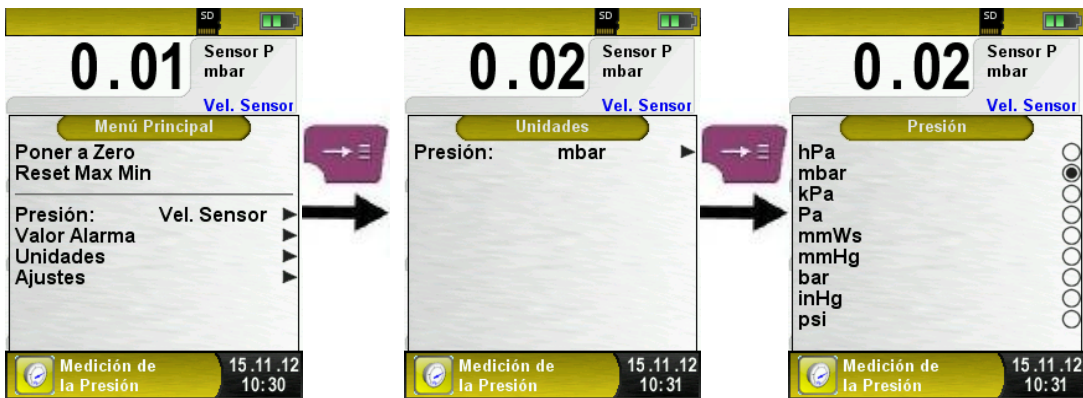 SD
0.01
Sensor P
mbar
Vel. Sensor
Menú Principal
Poner a Zero
Reset Max Min
Presión: Vel. Sensor
Valor Alarma
Unidades
Ajustes
Medición de
la Presión
15.11.12
10:30
SD
0.02
Sensor P
mbar
Vel. Sensor
Unidades
Presión: mbar
Medición de
la Presión
15.11.12
10:31
SD
0.02
Sensor P
mbar
Vel. Sensor
Presión
hPa
mbar
kPa
Pa
mmWs
mmHg
bar
inHg
psi
Medición de
la Presión
15.11.12
10:31